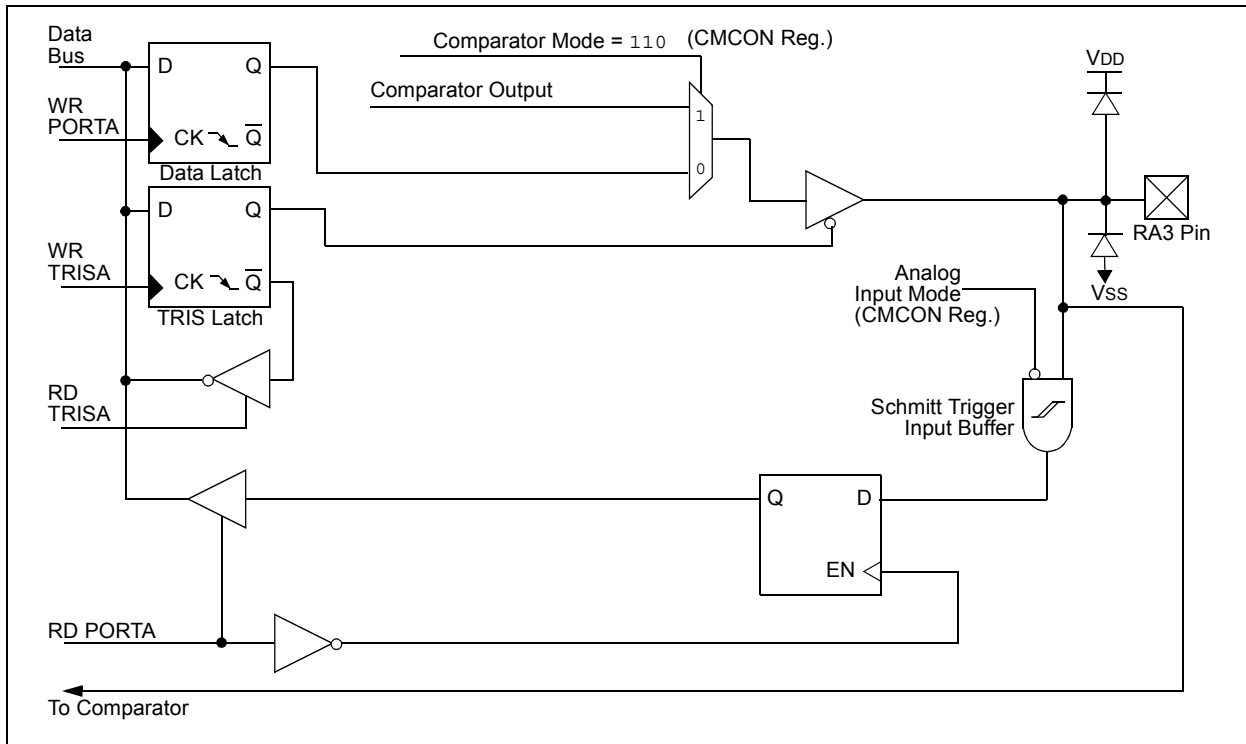 Data
Bus
D Q
WR
PORTA
CK Q
Data Latch
Comparator Mode = 110 (CMCON Reg.)
Comparator Output
1
0
VDD
RA3 Pin
VSS
D Q
WR
TRISA
CK Q
TRIS Latch
Analog
Input Mode
(CMCON Reg.)
RD
TRISA
Schmitt Trigger
Input Buffer
Q D
EN
RD PORTA
To Comparator